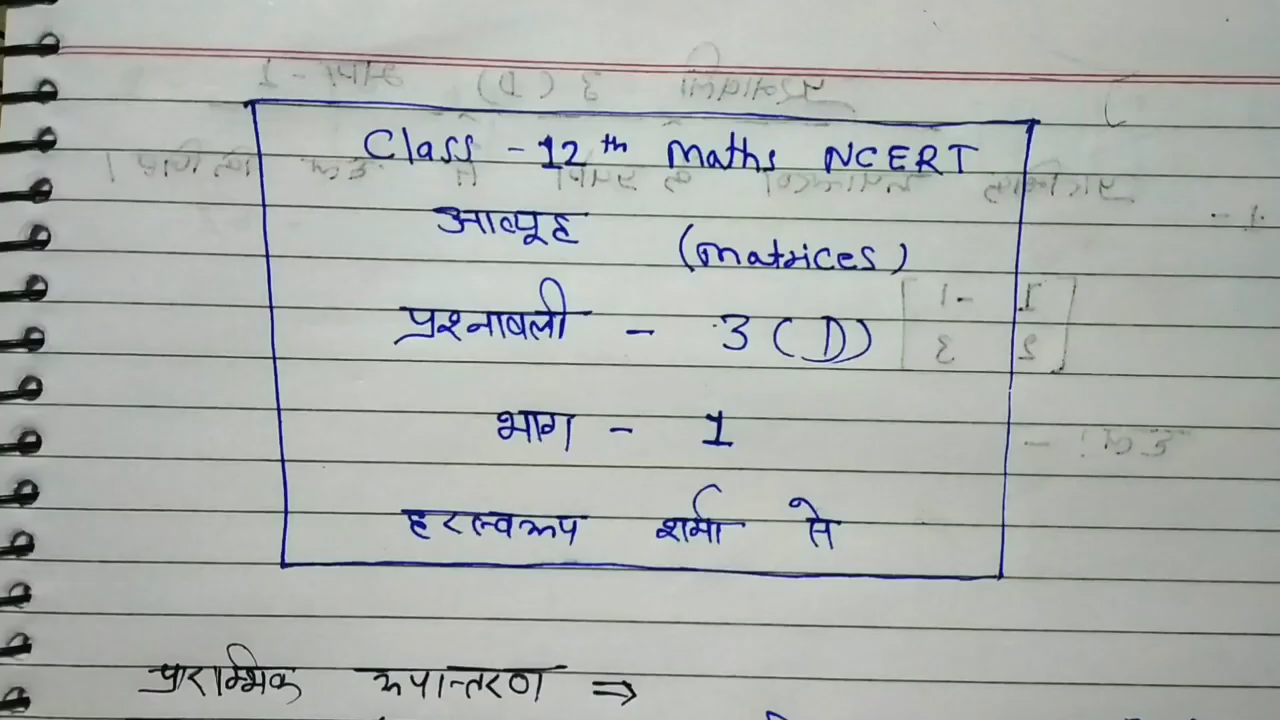 Class - 12th Maths NCERT
आव्यूह (Matrices)
प्रश्नावली - 3 (D)
भाग - 1
हरस्वरूप शर्मा से
प्रारम्भिक रूपान्तरण ⇒